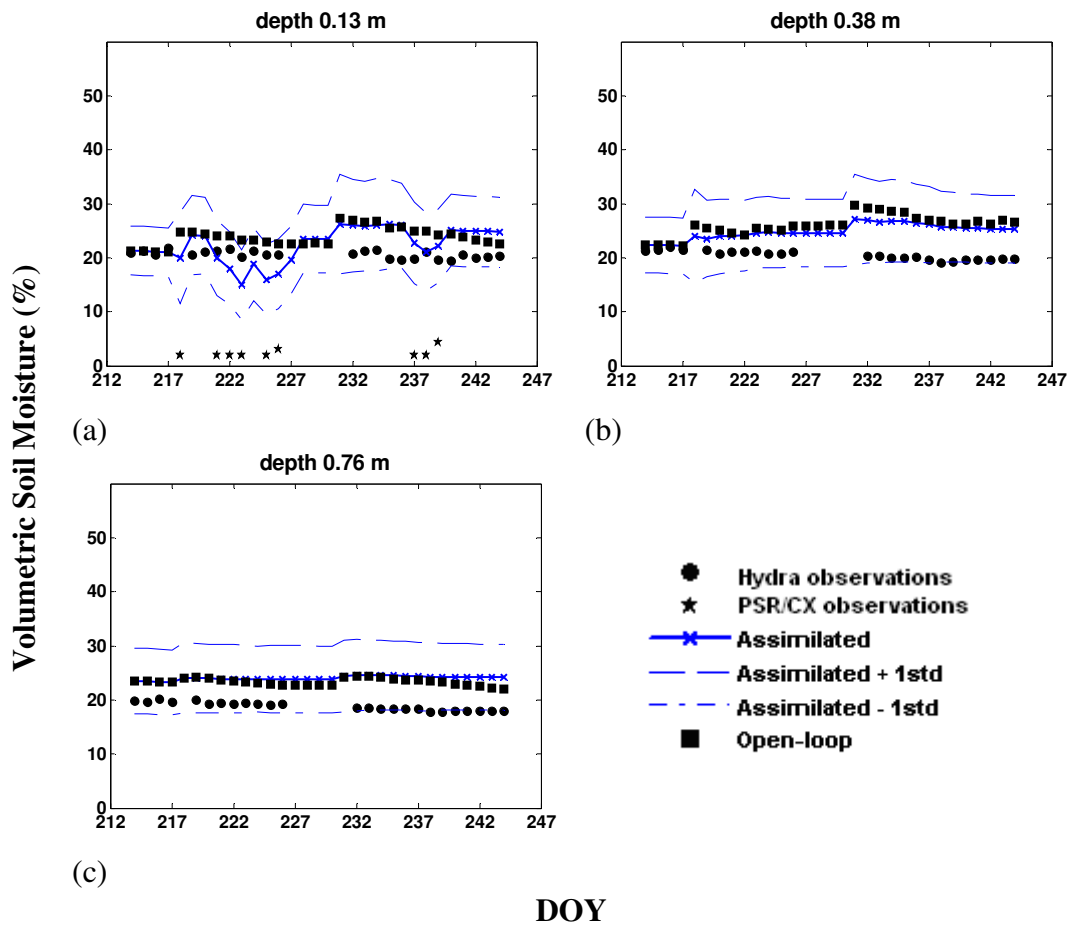 depth 0.13 m
50
40
30
20
10
0
212 217 222 227 232 237 242 247
(a)
depth 0.38 m
50
40
30
20
10
0
212 217 222 227 232 237 242 247
(b)
depth 0.76 m
50
40
30
20
10
0
212 217 222 227 232 237 242 247
(c)
Volumetric Soil Moisture (%)
Hydra observations
PSR/CX observations
Assimilated
Assimilated + 1std
Assimilated - 1std
Open-loop
DOY